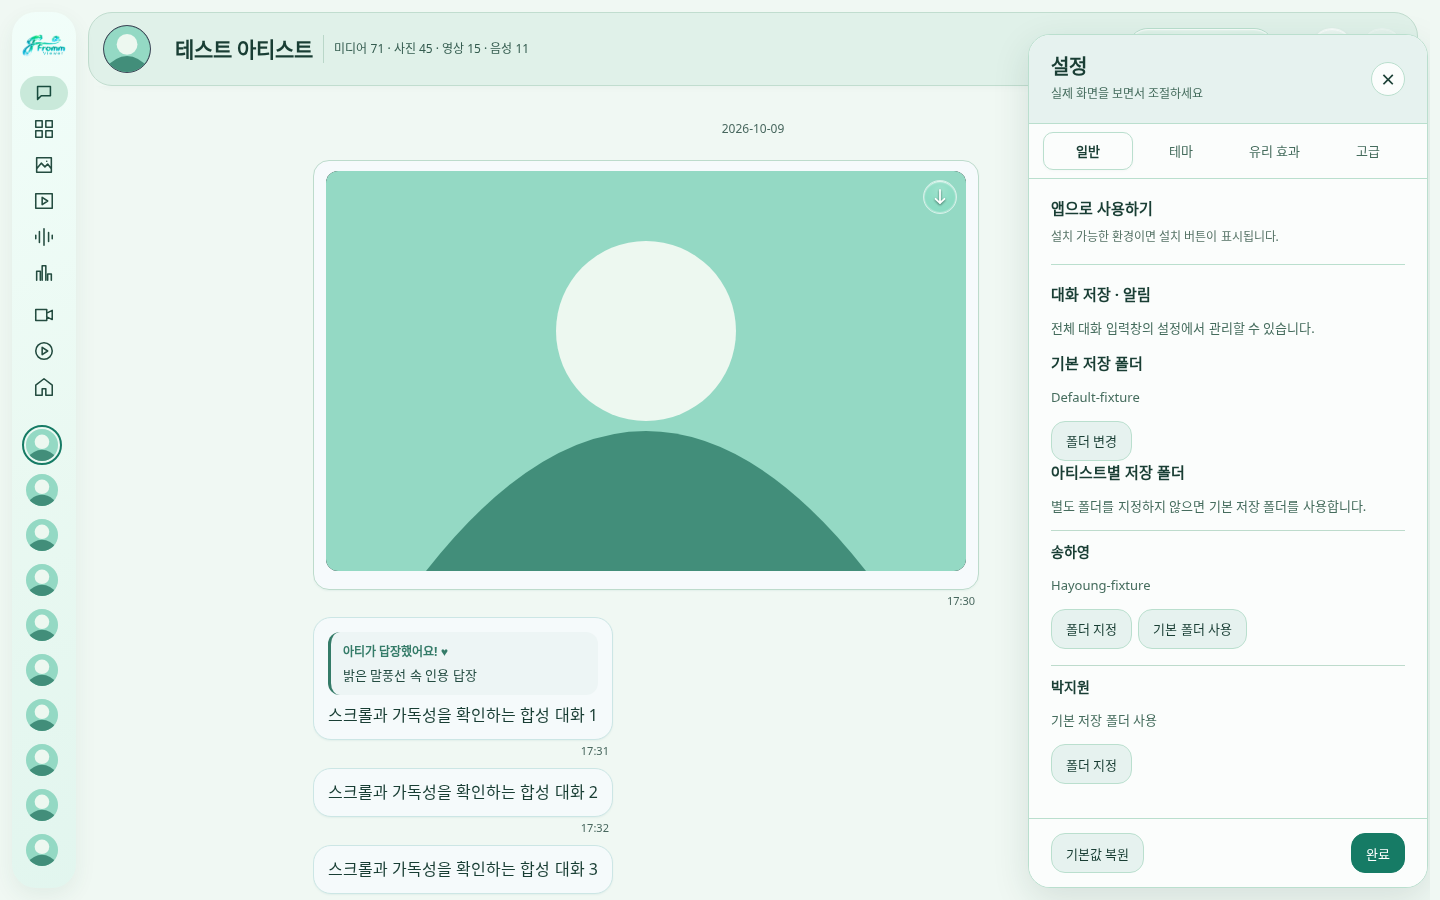 Fromm
Viewer
테스트 아티스트
미디어 71 · 사진 45 · 영상 15 · 음성 11
2026-10-09
17:30
아티가 답장했어요! ♥
밝은 말풍선 속 인용 답장
스크롤과 가독성을 확인하는 합성 대화 1
17:31
스크롤과 가독성을 확인하는 합성 대화 2
17:32
스크롤과 가독성을 확인하는 합성 대화 3
설정
실제 화면을 보면서 조절하세요
일반
테마
유리 효과
고급
앱으로 사용하기
설치 가능한 환경이면 설치 버튼이 표시됩니다.
대화 저장 · 알림
전체 대화 입력창의 설정에서 관리할 수 있습니다.
기본 저장 폴더
Default-fixture
폴더 변경
아티스트별 저장 폴더
별도 폴더를 지정하지 않으면 기본 저장 폴더를 사용합니다.
송하영
Hayoung-fixture
폴더 지정
기본 폴더 사용
박지원
기본 저장 폴더 사용
폴더 지정
기본값 복원
완료